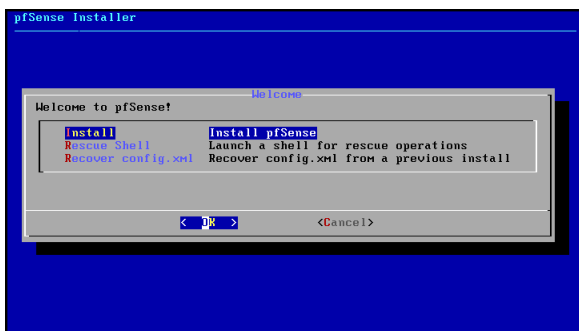 pfSense Installer
Welcome
Welcome to pfSense!
Install Install pfSense
Rescue Shell Launch a shell for rescue operations
Recover config.xml Recover config.xml from a previous install
< OK > <Cancel>